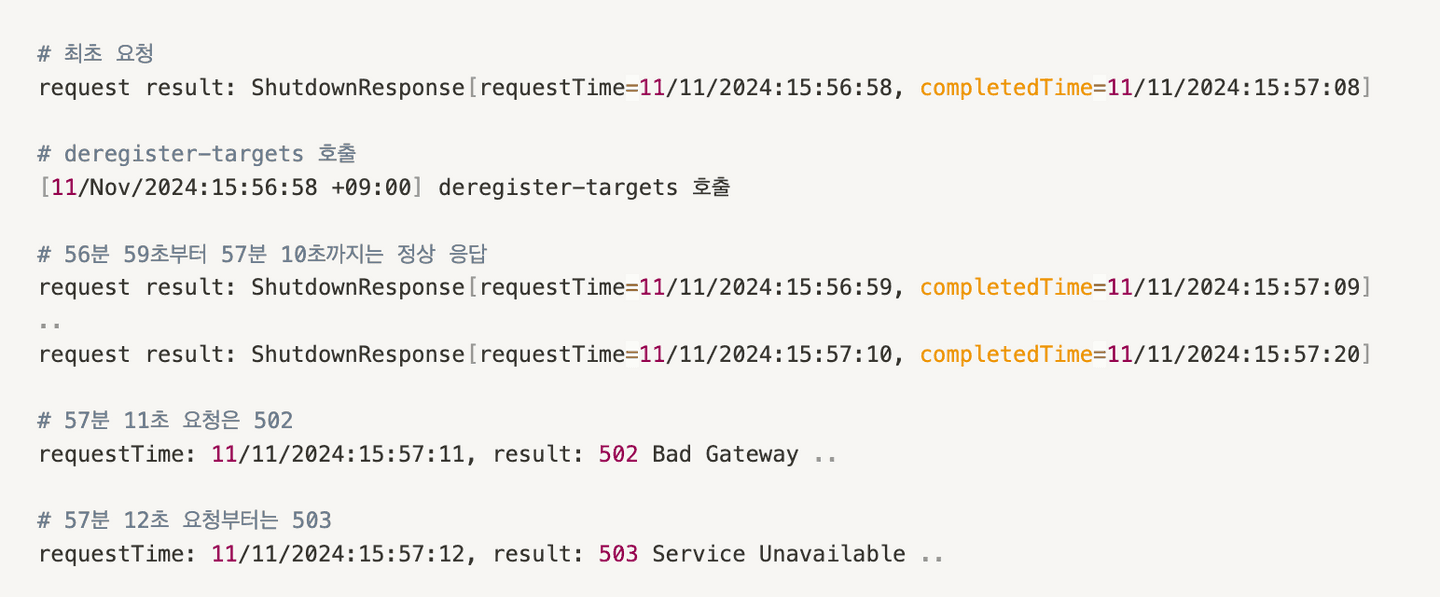 # 최초 요청
request result: ShutdownResponse[requestTime=11/11/2024:15:56:58, completedTime=11/11/2024:15:57:08]
# deregister-targets 호출
[11/Nov/2024:15:56:58 +09:00] deregister-targets 호출
# 56분 59초부터 57분 10초까지는 정상 응답
request result: ShutdownResponse[requestTime=11/11/2024:15:56:59, completedTime=11/11/2024:15:57:09]
..
request result: ShutdownResponse[requestTime=11/11/2024:15:57:10, completedTime=11/11/2024:15:57:20]
# 57분 11초 요청은 502
requestTime: 11/11/2024:15:57:11, result: 502 Bad Gateway ..
# 57분 12초 요청부터는 503
requestTime: 11/11/2024:15:57:12, result: 503 Service Unavailable ..